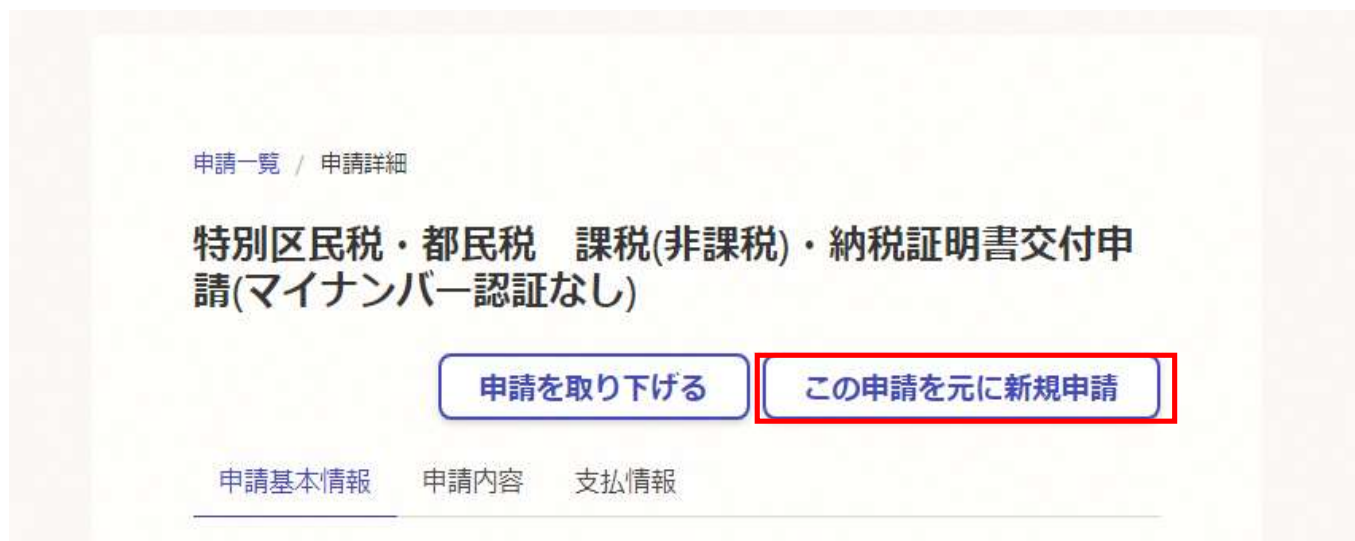 申請一覧 / 申請詳細
特別区民税・都民税　課税(非課税)・納税証明書交付申
請(マイナンバー認証なし)
申請を取り下げる この申請を元に新規申請
申請基本情報 申請内容 支払情報